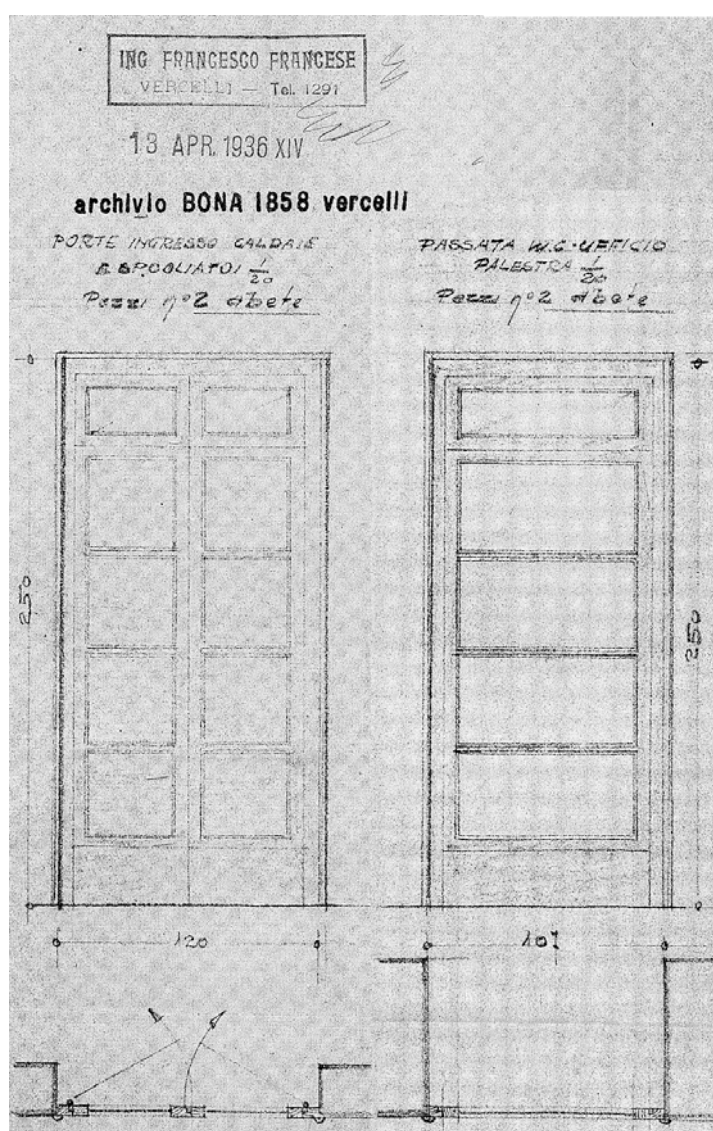 ING FRANCESCO FRANCESE
VERCELLI — Tel. 1291
13 APR. 1936 XIV
archivio BONA 1858 vercelli
PORTE INGRESSO CALDAIE
E SPOGLIATOI 1/20
Pezzi n° 2 abete
PASSATA W.C. UFFICIO
PALESTRA 1/20
Pezzi n° 2 abete
250
250
120
107